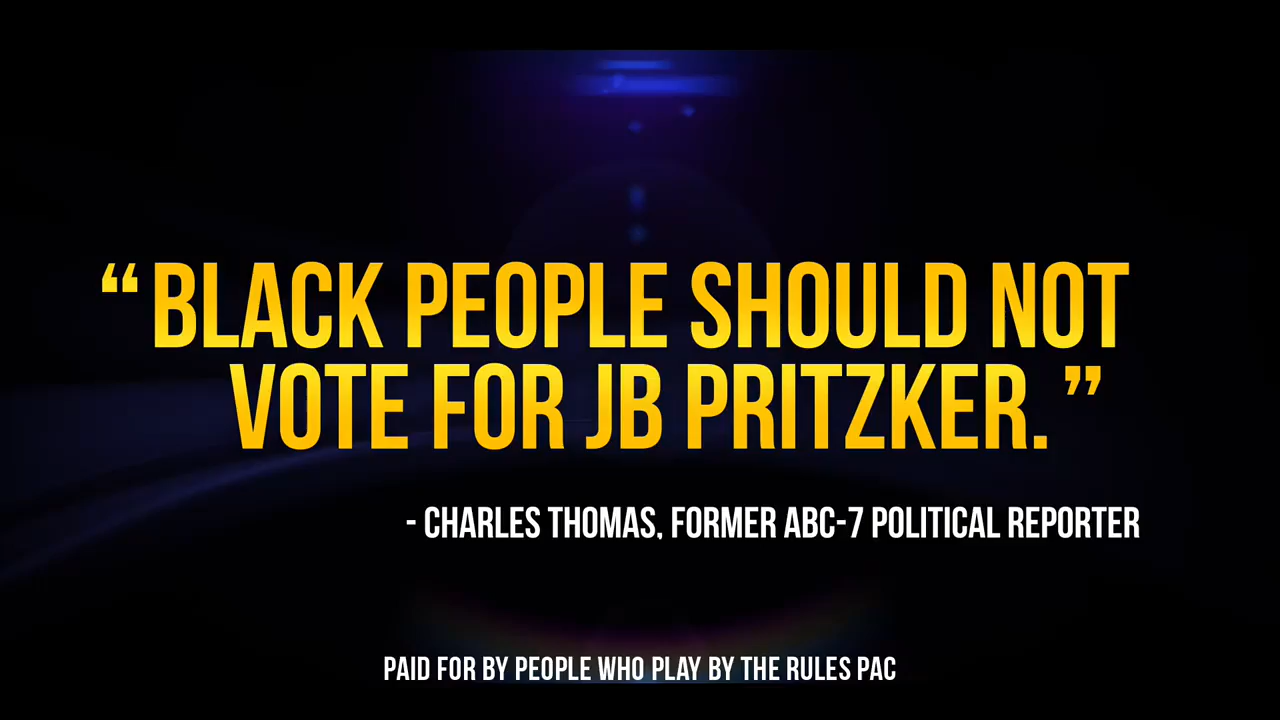 “BLACK PEOPLE SHOULD NOT
VOTE FOR JB PRITZKER.”
- CHARLES THOMAS, FORMER ABC-7 POLITICAL REPORTER
PAID FOR BY PEOPLE WHO PLAY BY THE RULES PAC